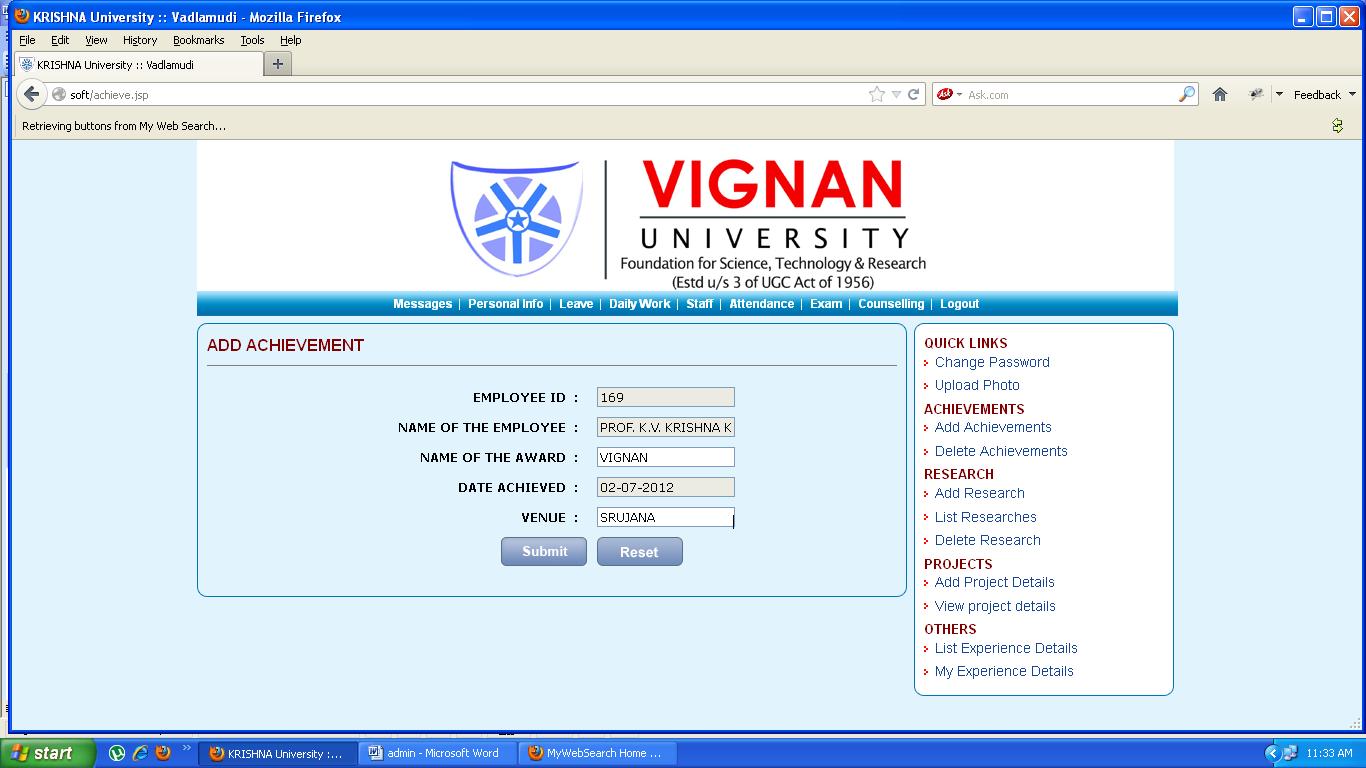 KRISHNA University :: Vadlamudi - Mozilla Firefox
File Edit View History Bookmarks Tools Help
KRISHNA University :: Vadlamudi +
soft/achieve.jsp Ask Ask.com Feedback
Retrieving buttons from My Web Search...
VIGNAN
UNIVERSITY
Foundation for Science, Technology & Research
(Estd u/s 3 of UGC Act of 1956)
Messages | Personal Info | Leave | Daily Work | Staff | Attendance | Exam | Counselling | Logout
ADD ACHIEVEMENT
EMPLOYEE ID : 169
NAME OF THE EMPLOYEE : PROF. K.V. KRISHNA K
NAME OF THE AWARD : VIGNAN
DATE ACHIEVED : 02-07-2012
VENUE : SRUJANA
Submit Reset
QUICK LINKS
Change Password
Upload Photo
ACHIEVEMENTS
Add Achievements
Delete Achievements
RESEARCH
Add Research
List Researches
Delete Research
PROJECTS
Add Project Details
View project details
OTHERS
List Experience Details
My Experience Details
start KRISHNA University :... admin - Microsoft Word MyWebSearch Home ... 11:33 AM